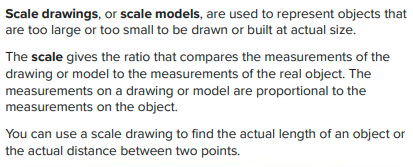 Scale drawings, or scale models, are used to represent objects that
are too large or too small to be drawn or built at actual size.
The scale gives the ratio that compares the measurements of the
drawing or model to the measurements of the real object. The
measurements on a drawing or model are proportional to the
measurements on the object.
You can use a scale drawing to find the actual length of an object or
the actual distance between two points.